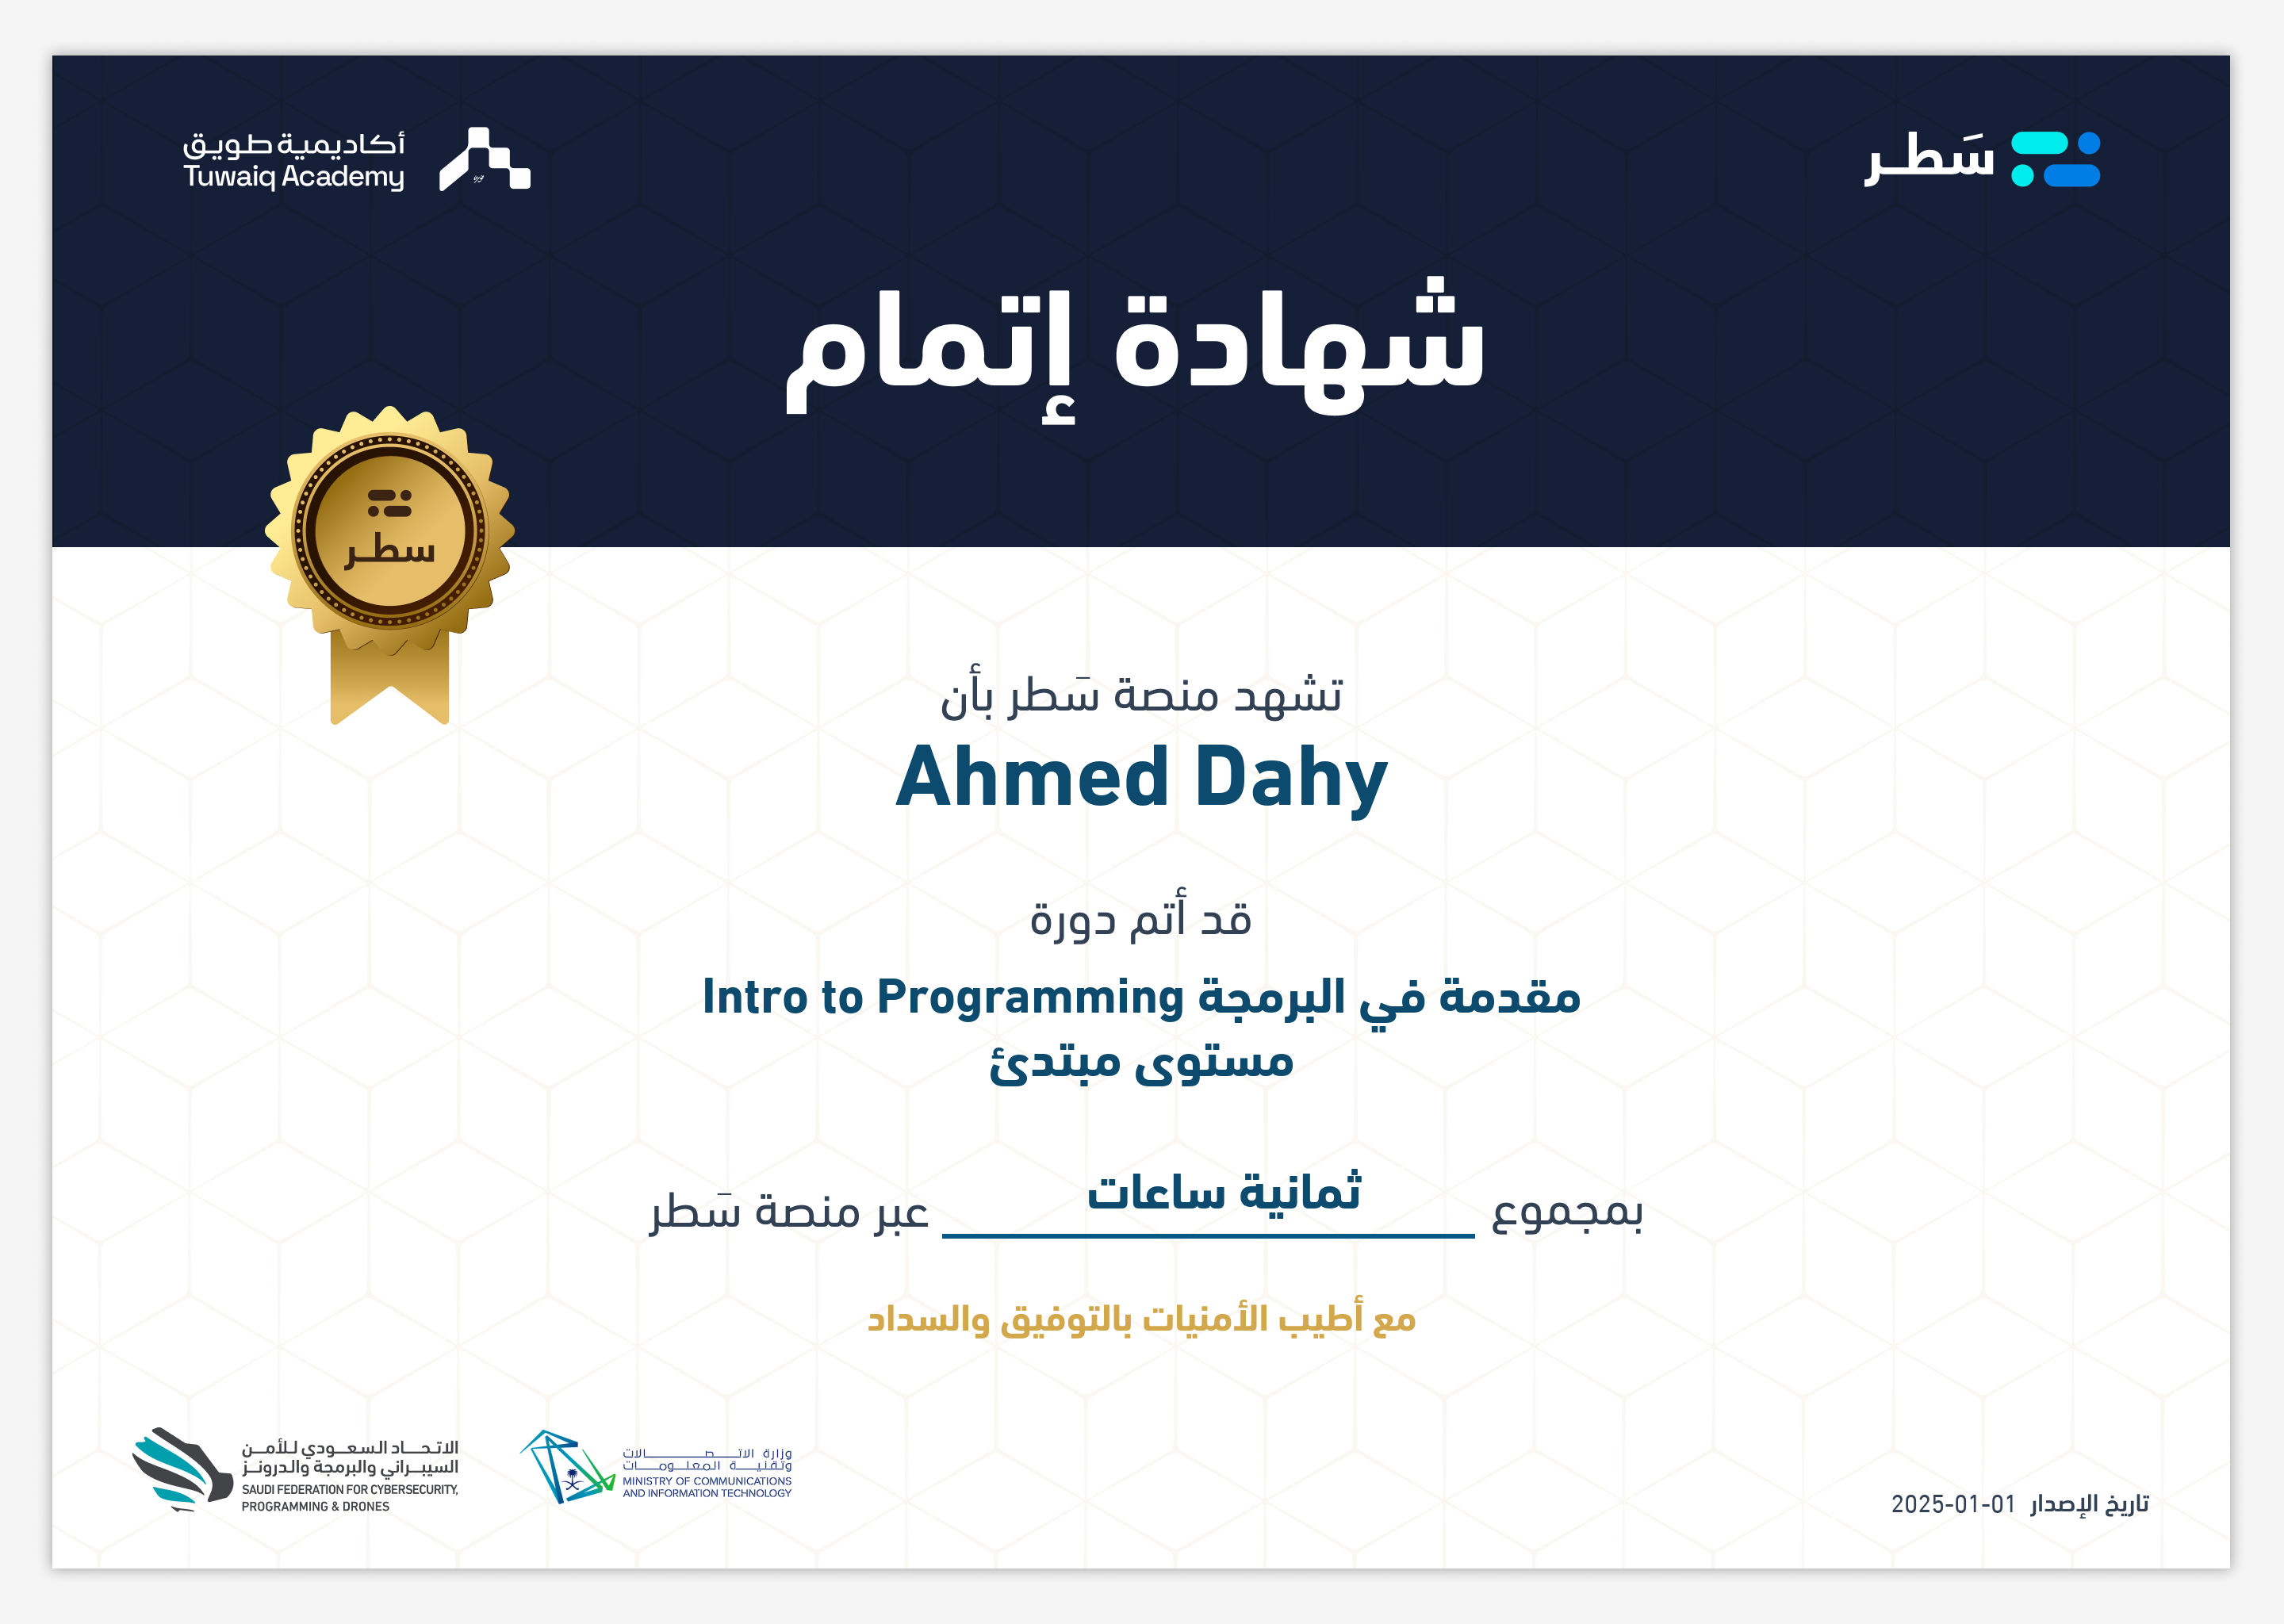 سَطر
أكاديمية طويق
Tuwaiq Academy
شهادة إتمام
سطر
تشهد منصة سَطر بأن
Ahmed Dahy
قد أتم دورة
مقدمة في البرمجة Intro to Programming
مستوى مبتدئ
بمجموع ثمانية ساعات عبر منصة سَطر
مع أطيب الأمنيات بالتوفيق والسداد
الاتحاد السعودي للأمن
السيبراني والبرمجة والدرونز
SAUDI FEDERATION FOR CYBERSECURITY,
PROGRAMMING & DRONES
وزارة الاتصالات
وتقنية المعلومات
MINISTRY OF COMMUNICATIONS
AND INFORMATION TECHNOLOGY
تاريخ الإصدار 2025-01-01